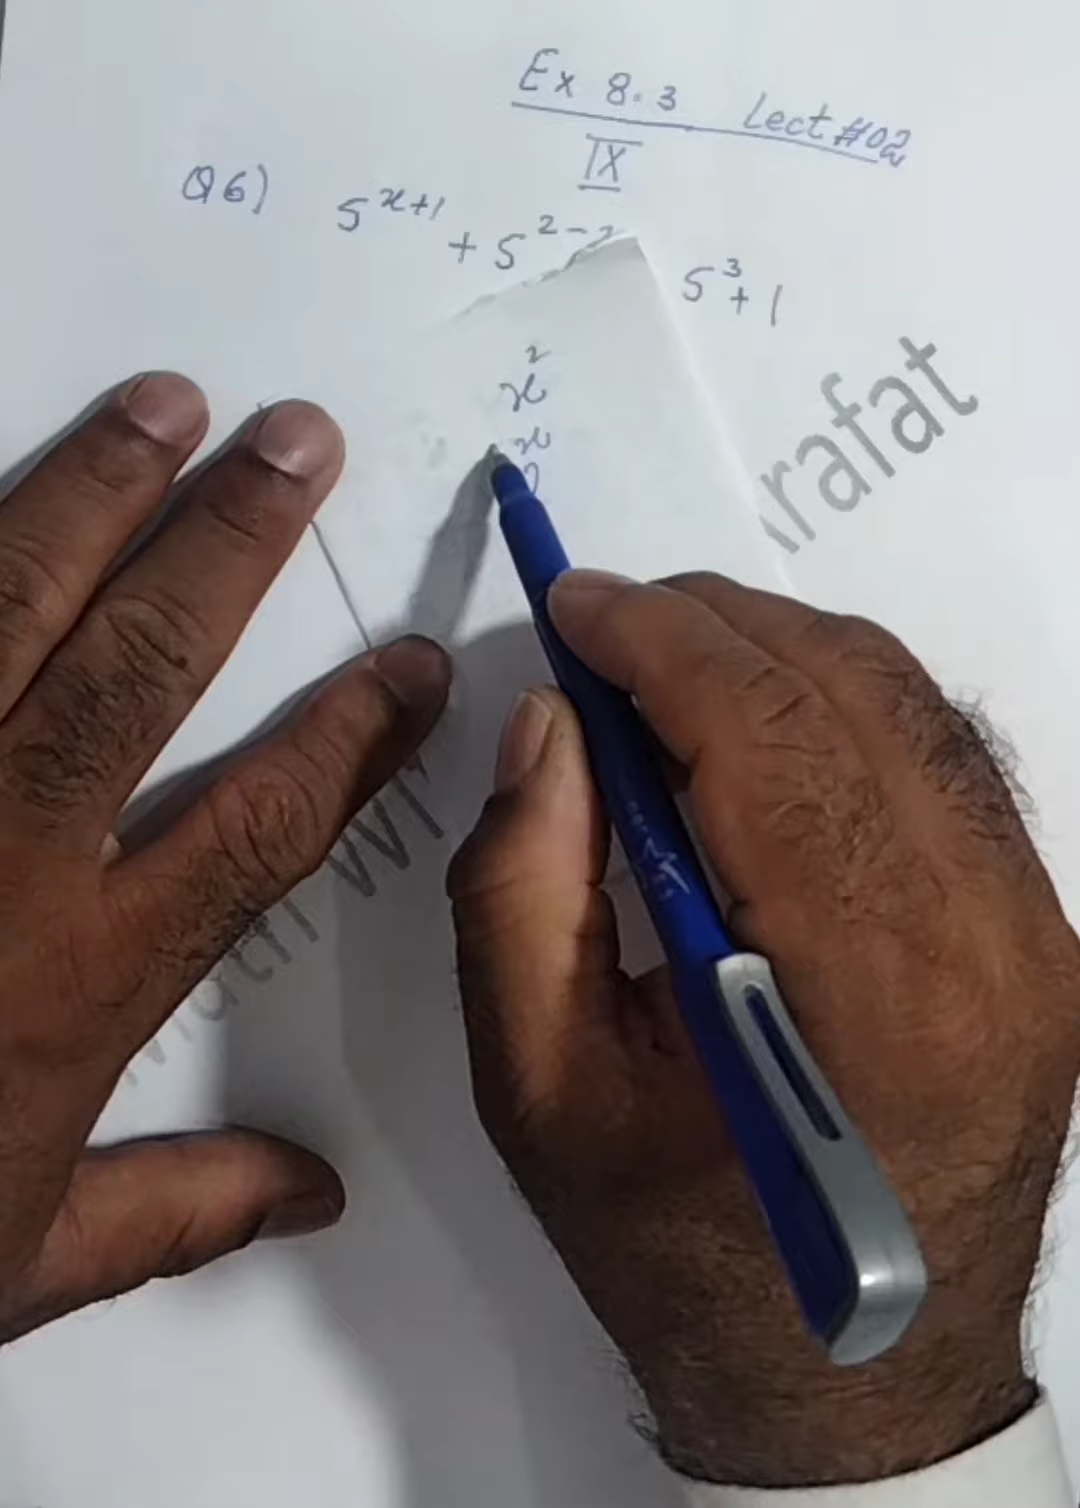 Ex 8.3 Lect #02
IX
Q6) 5^{x+1} + 5^{2-  5^3 + 1
x^2
x
rafat